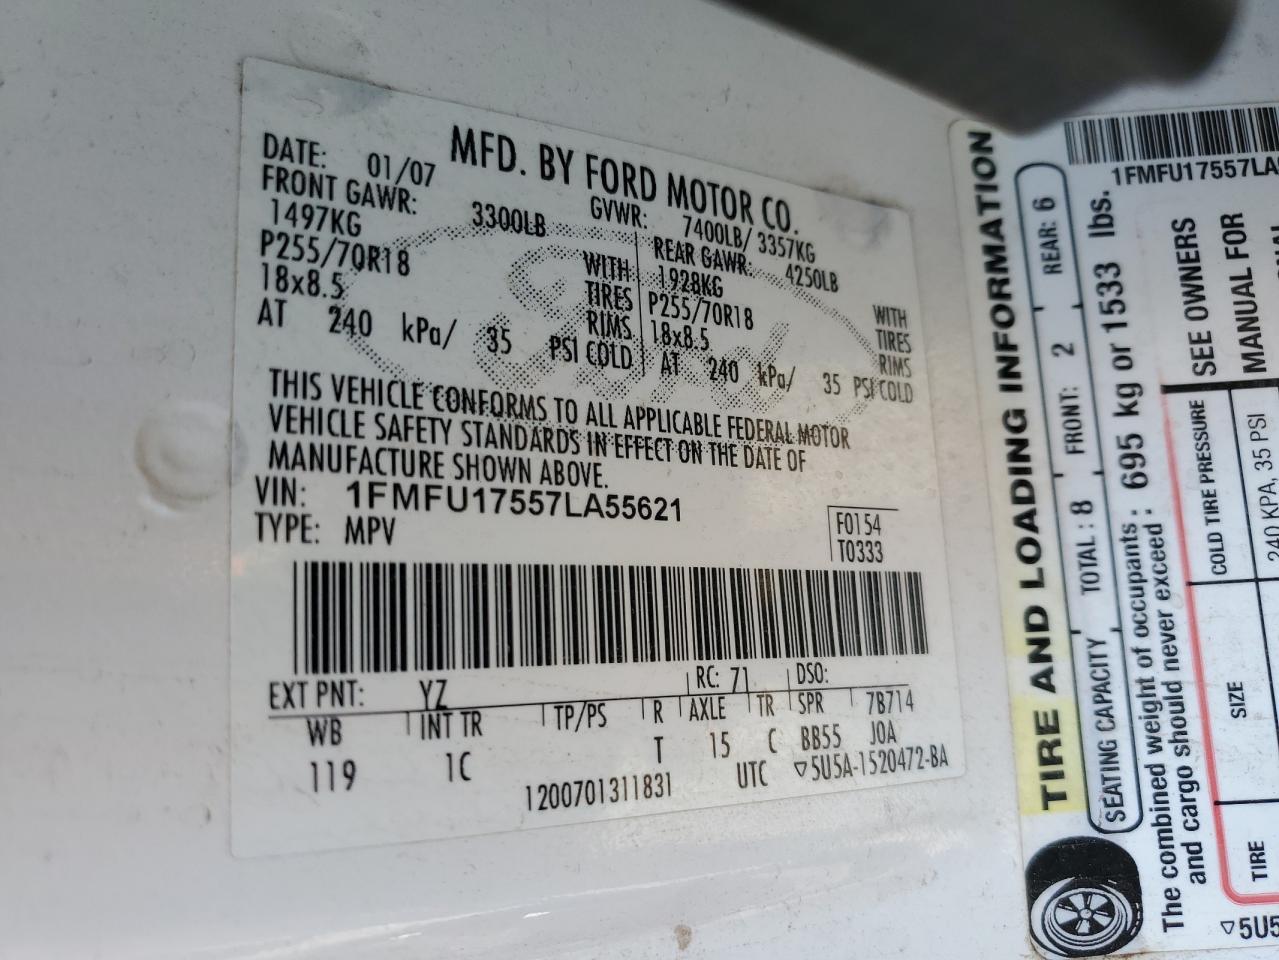 MFD. BY FORD MOTOR CO.
DATE: 01/07 GVWR: 7400LB/ 3357KG
FRONT GAWR: 3300LB REAR GAWR: 4250LB
1497KG WITH 1928KG WITH
P255/70R18 TIRES P255/70R18 TIRES
18x8.5 RIMS 18x8.5 RIMS
AT 240 kPa/ 35 PSI COLD AT 240 kPa/ 35 PSI COLD
THIS VEHICLE CONFORMS TO ALL APPLICABLE FEDERAL MOTOR
VEHICLE SAFETY STANDARDS IN EFFECT ON THE DATE OF
MANUFACTURE SHOWN ABOVE.
VIN: 1FMFU17557LA55621
TYPE: MPV
F0154
T0333
EXT PNT: YZ RC: 71 DSO:
WB INT TR TP/PS R AXLE TR SPR 7B714
119 1C T 15 C BB55 JOA
1200701311831 UTC ▽5U5A-1520472-BA
TIRE AND LOADING INFORMATION
SEATING CAPACITY TOTAL: 8 FRONT: 2 REAR: 6
The combined weight of occupants and cargo should never exceed: 695 kg or 1533 lbs.
TIRE SIZE COLD TIRE PRESSURE SEE OWNERS
MANUAL FOR
240 KPA, 35 PSI
1FMFU17557LA
▽5U5